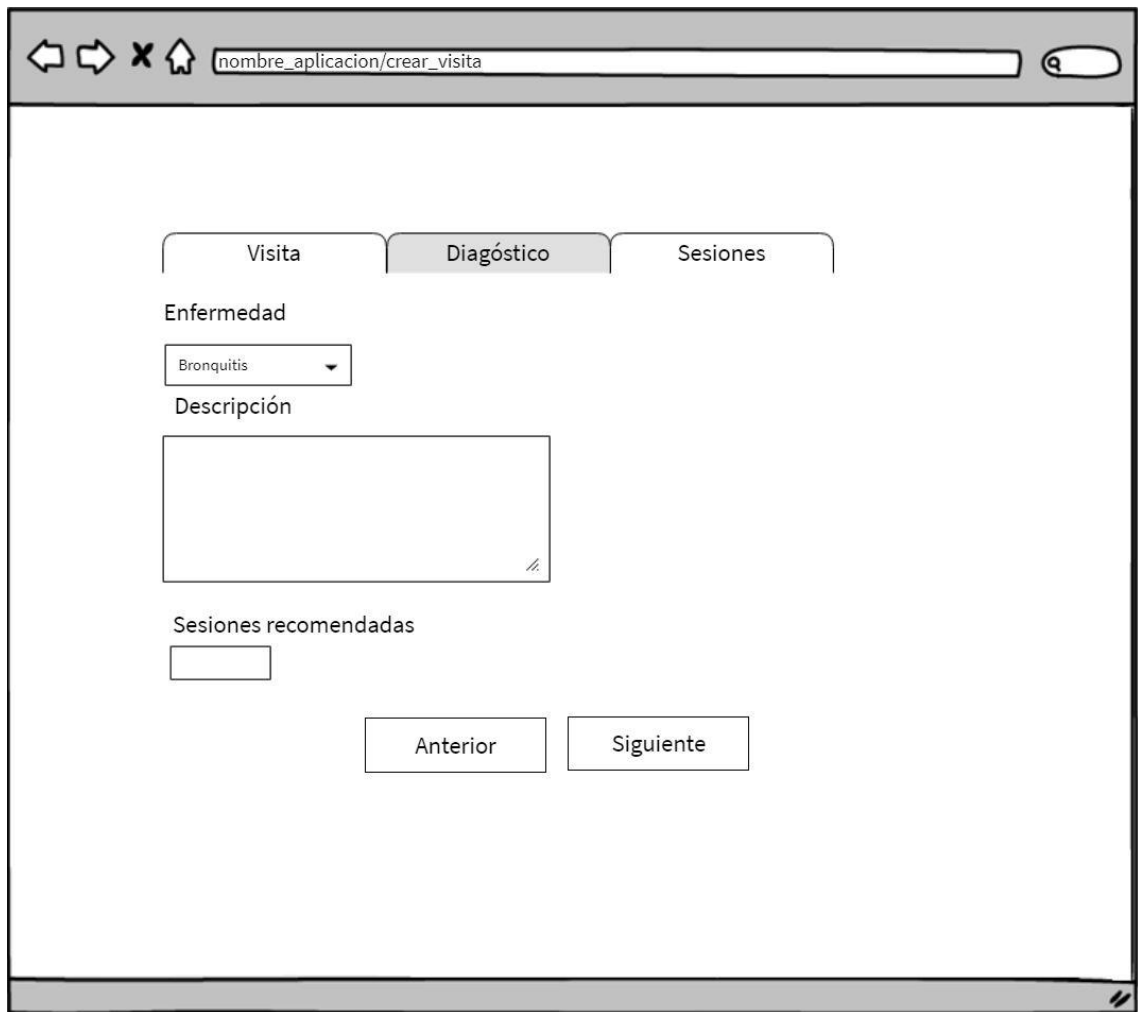 nombre_aplicacion/crear_visita
Visita Diagóstico Sesiones
Enfermedad
Bronquitis
Descripción
Sesiones recomendadas
Anterior Siguiente